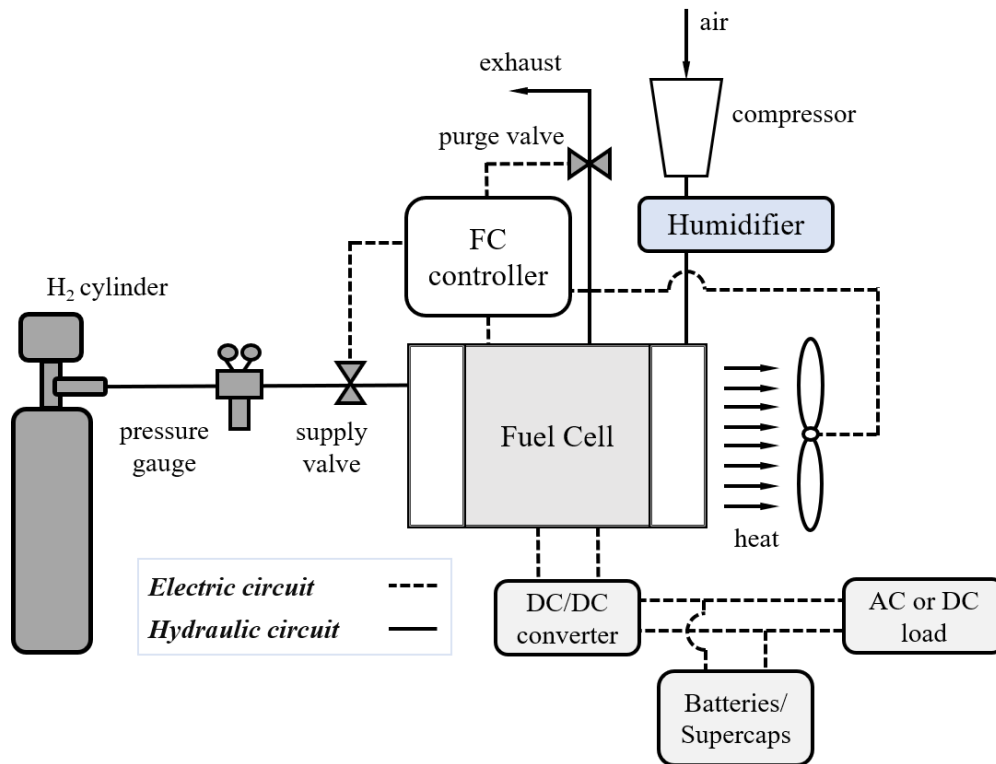 air
exhaust
compressor
purge valve
Humidifier
FC
controller
H₂ cylinder
pressure
gauge
supply
valve
Fuel Cell
heat
Electric circuit
Hydraulic circuit
DC/DC
converter
AC or DC
load
Batteries/
Supercaps